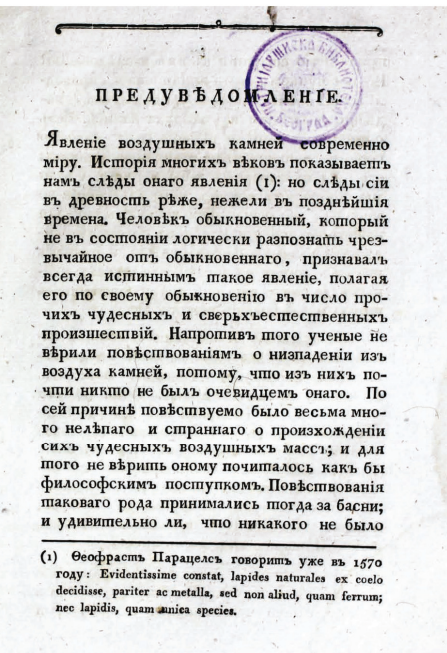 ПРЕДУВѢДОМЛЕНІЕ.
Явленіе воздушныхъ камней современно
міру. Исторія многихъ вѣковъ показываетъ
намъ слѣды онаго явленія (1): но слѣды сіи
въ древность рѣже, нежели въ позднѣйшія
времена. Человѣкъ обыкновенный, который
не въ состояніи логически разпознать чрез-
вычайное отъ обыкновеннаго, признавалъ
всегда истиннымъ такое явленіе, полагая
его по своему обыкновенію въ число про-
чихъ чудесныхъ и сверьхъестественныхъ
произшествій. Напротивъ того ученые не
вѣрили повѣствованіямъ о низпаденіи изъ
воздуха камней, потому, что изъ нихъ по-
чти никто не былъ очевидцемъ онаго. По
сей причинѣ повѣствуемо было весьма мно-
го нелѣпаго и страннаго о произхожденіи
сихъ чудесныхъ воздушныхъ массъ; и для
того не вѣрить оному почиталось какъ бы
философскимъ поступкомъ. Повѣствованія
таковаго рода принимались тогда за басни;
и удивительно ли, что никакого не было
(1) Ѳеофрастъ Парацелсъ говоритъ уже въ 1570
году: Evidentissime constat, lapides naturales ex coelo
decidisse, pariter ac metalla, sed non aliud, quam ferrum;
nec lapidis, quam unica species.